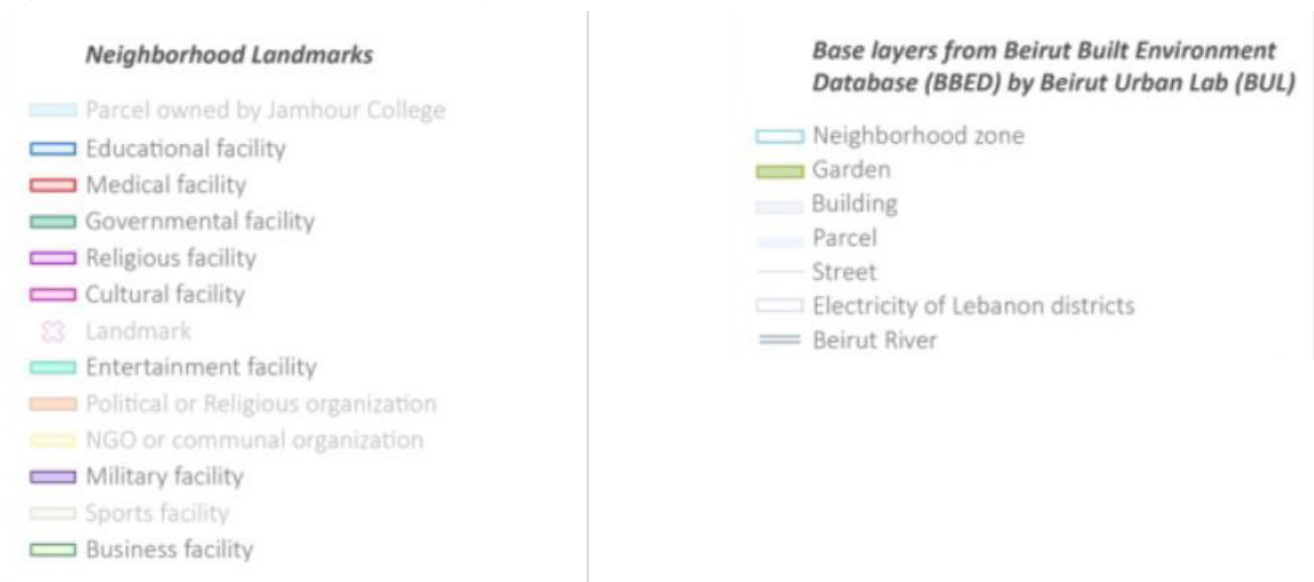 Neighborhood Landmarks
Parcel owned by Jamhour College
Educational facility
Medical facility
Governmental facility
Religious facility
Cultural facility
Landmark
Entertainment facility
Political or Religious organization
NGO or communal organization
Military facility
Sports facility
Business facility
Base layers from Beirut Built Environment
Database (BBED) by Beirut Urban Lab (BUL)
Neighborhood zone
Garden
Building
Parcel
Street
Electricity of Lebanon districts
Beirut River